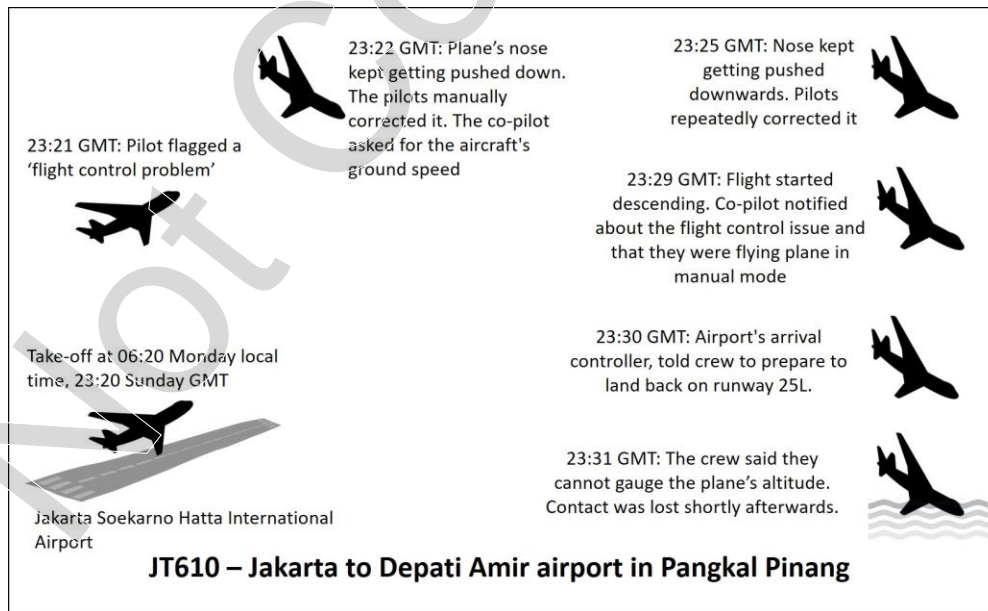 23:22 GMT: Plane's nose
kept getting pushed down.
The pilots manually
corrected it. The co-pilot
asked for the aircraft's
ground speed
23:25 GMT: Nose kept
getting pushed
downwards. Pilots
repeatedly corrected it
23:21 GMT: Pilot flagged a
‘flight control problem’
23:29 GMT: Flight started
descending. Co-pilot notified
about the flight control issue and
that they were flying plane in
manual mode
Take-off at 06:20 Monday local
time, 23:20 Sunday GMT
23:30 GMT: Airport's arrival
controller, told crew to prepare to
land back on runway 25L.
23:31 GMT: The crew said they
cannot gauge the plane’s altitude.
Contact was lost shortly afterwards.
Jakarta Soekarno Hatta International
Airport
JT610 – Jakarta to Depati Amir airport in Pangkal Pinang
Not Co